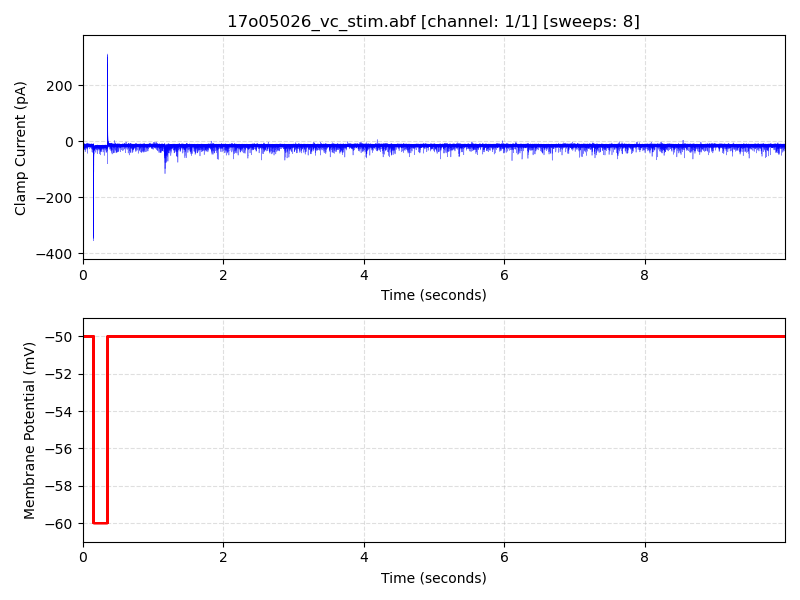 17o05026_vc_stim.abf [channel: 1/1] [sweeps: 8]
Clamp Current (pA)
200
0
−200
−400
0 2 4 6 8
Time (seconds)
Membrane Potential (mV)
−50
−52
−54
−56
−58
−60
0 2 4 6 8
Time (seconds)